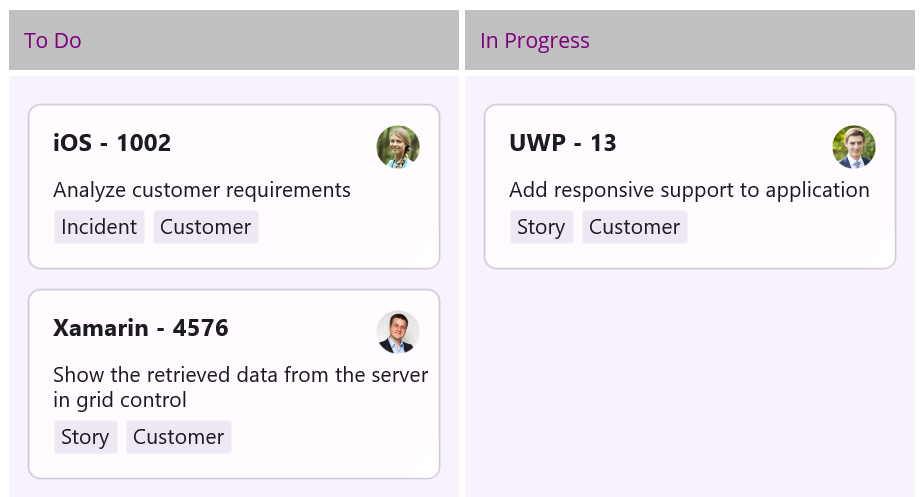 To Do
iOS - 1002
Analyze customer requirements
Incident
Customer
Xamarin - 4576
Show the retrieved data from the server
in grid control
Story
Customer
In Progress
UWP - 13
Add responsive support to application
Story
Customer